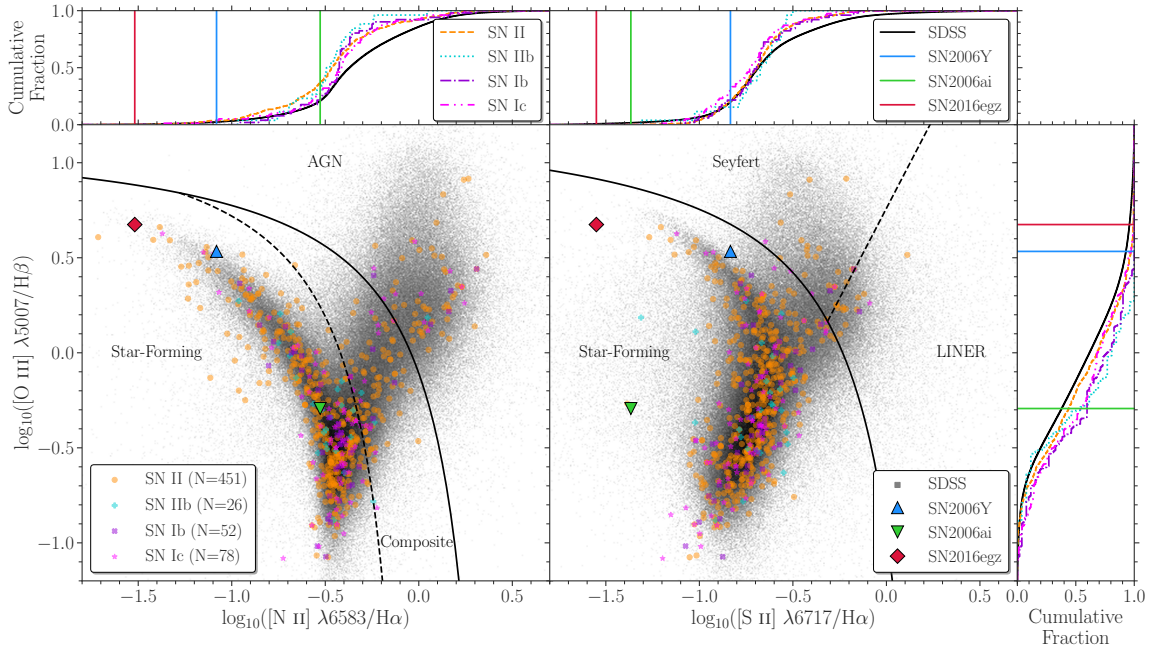 Cumulative
Fraction
1.0
0.5
0.0
SN II
SN IIb
SN Ib
SN Ic
SDSS
SN2006Y
SN2006ai
SN2016egz
log₁₀([O III] λ5007/Hβ)
1.0
0.5
0.0
−0.5
−1.0
AGN
Star-Forming
Composite
SN II (N=451)
SN IIb (N=26)
SN Ib (N=52)
SN Ic (N=78)
−1.5 −1.0 −0.5 0.0 0.5
log₁₀([N II] λ6583/Hα)
Seyfert
Star-Forming
LINER
SDSS
SN2006Y
SN2006ai
SN2016egz
−1.5 −1.0 −0.5 0.0 0.5
log₁₀([S II] λ6717/Hα)
0.0 0.5 1.0
Cumulative
Fraction